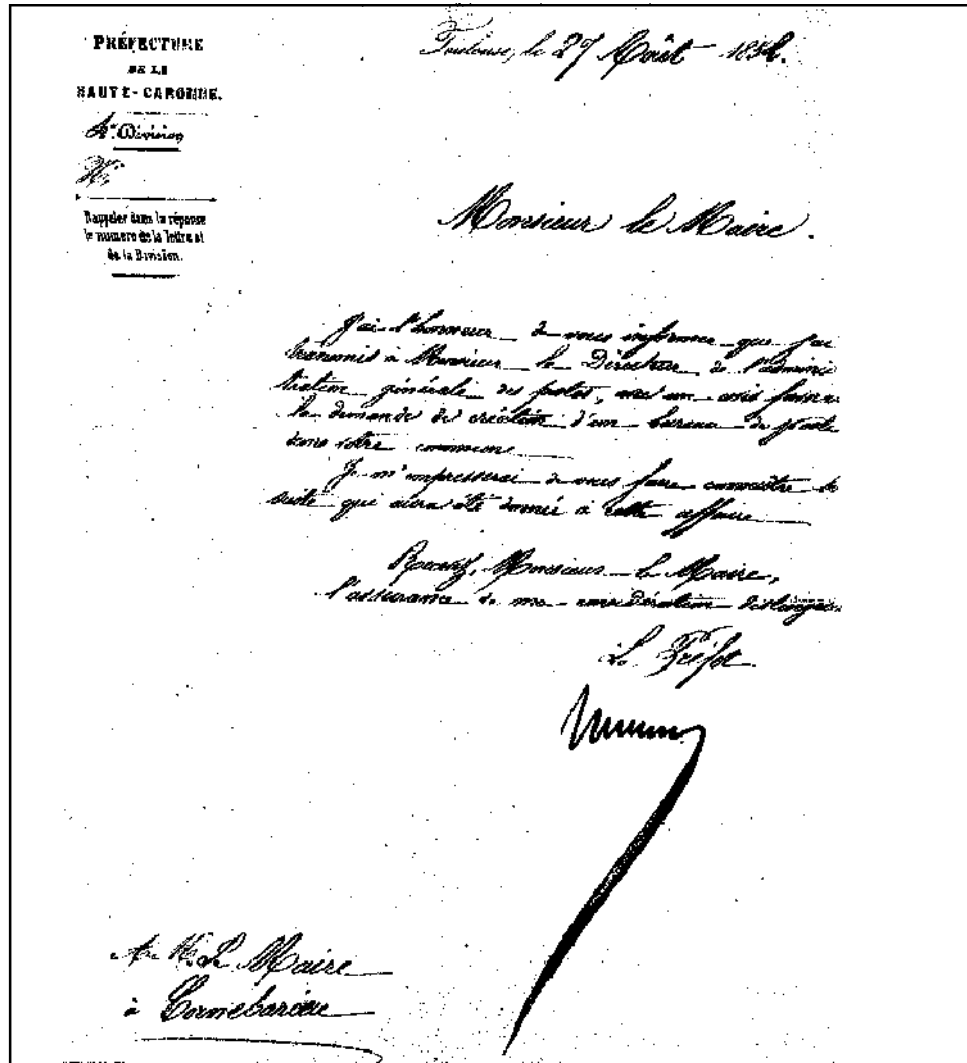 PRÉFECTURE
DE LA
HAUTE-GARONNE.
4e Division
N°
Rappeler dans la réponse
le numéro de la lettre et
de la Division.
Toulouse, le 27 Août
Monsieur le Maire.
J'ai l'honneur de vous informer que j'ai
transmis à Monsieur le Directeur de l'adminis
tration générale des postes, avec un avis favora
la demande de création d'un bureau de poste
dans votre commune
Je m'empresserai de vous faire connaître la
suite qui aura été donnée à cette affaire
Recevez, Monsieur le Maire,
l'assurance de ma considération distinguée
Le Préfet
A M. Le Maire
à Cornebarieu